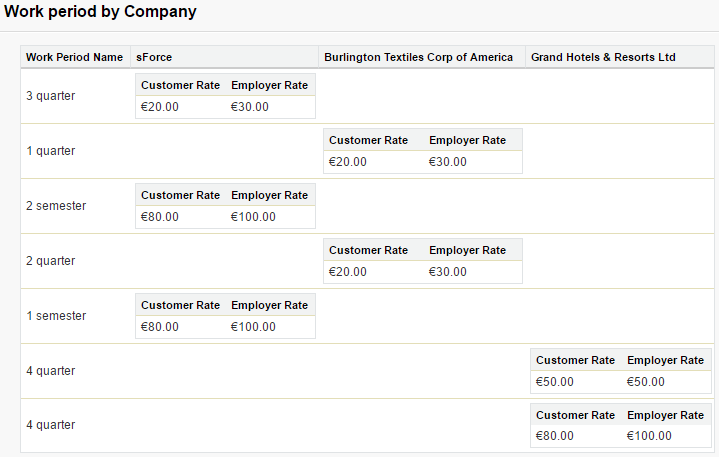 Work period by Company
Work Period Name sForce Burlington Textiles Corp of America Grand Hotels & Resorts Ltd
3 quarter
Customer Rate Employer Rate
€20.00 €30.00
1 quarter
Customer Rate Employer Rate
€20.00 €30.00
2 semester
Customer Rate Employer Rate
€80.00 €100.00
2 quarter
Customer Rate Employer Rate
€20.00 €30.00
1 semester
Customer Rate Employer Rate
€80.00 €100.00
4 quarter
Customer Rate Employer Rate
€50.00 €50.00
4 quarter
Customer Rate Employer Rate
€80.00 €100.00